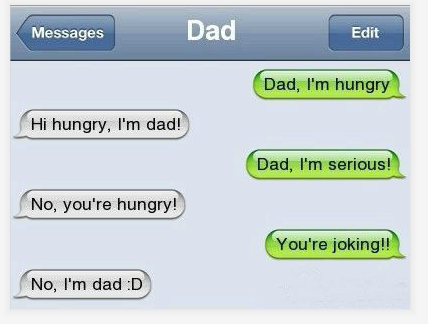 Messages Dad Edit
Dad, I'm hungry
Hi hungry, I'm dad!
Dad, I'm serious!
No, you're hungry!
You're joking!!
No, I'm dad :D